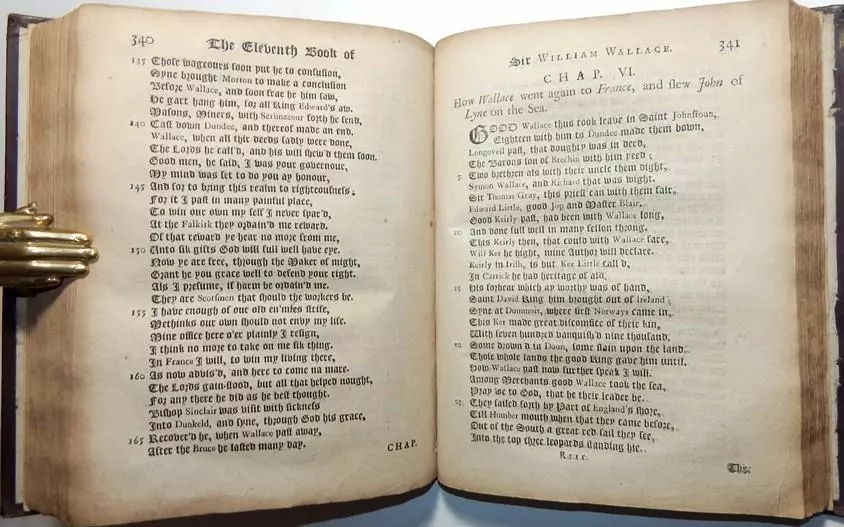 340 The Eleventh Book of
135 Those wageours soon put he to confusion,
Syne brought Morton to make a conclusion
Before Wallace, and soon frae he him saw,
He gart hang him, for all King Edward's aw.
Masons, Miners, with Scrimzeour forth he send,
140 Cast down Dundee, and thereof made an end.
Wallace, when all this deeds sadly were done,
The Lords he call'd, and his will shew'd them soon.
Good men, he said, I was your governour,
My mind was set to do you ay honour,
145 And for to bring this realm to righteousness;
For it I past in many painful place,
To win our own my self I never spar'd,
At the Falkirk they ordain'd me reward.
Of that reward ye hear no more from me,
150 Unto sik gifts God will full well have eye.
Now ye are free, through the Maker of might,
Grant he you grace well to defend your right.
Als I presume, if harm be ordain'd me.
They are Scotsmen that should the workers be.
155 I have enough of our old en'mies strife,
Methinks our own should not envy my life.
Mine office here o'er plainly I resign,
I think no more to take on me sik thing.
In France I will, to win my living there,
160 As now advis'd, and here to come na mare.
The Lords gain-stood, but all that helped nought,
For any there he did as he best thought.
Bishop Sinclair was visit with sickness
Into Dunkeld, and syne, through God his grace,
165 Recover'd he, when Wallace past away,
After the Bruce he lasted many day.
CHAP.
Sir WILLIAM WALLACE. 341
CHAP. VI.
How Wallace went again to France, and slew John of
Lyne on the Sea.
GOOD Wallace thus took leave in Saint Johnstoun,
Eighteen with him to Dundee made them bown,
Longoveil past, that doughty was in deed,
The Barons son of Brechin with him yeed;
5 Two brethren als with their uncle them dight,
Symon Wallace, and Richard that was wight.
Sir Thomas Gray, this priest can with them fair,
Edward Little, good Jop and Master Blair.
Good Keirly past, had been with Wallace long,
10 And done full well in many fellon throng.
This Keirly then, that could with Wallace fare,
Will Ker he hight, mine Author will declare.
Keirly in Irish, is but Ker Little call'd,
In Carrick he had heritage of ald.
15 His forbear which ay worthy was of hand,
Saint David King him brought out of Ireland;
Syne at Dunmoir, where first Norways came in,
This Ker made great discomfice of their kin,
With seven hundred vanquish'd nine thousand;
20 Some drown'd in Doun, some slain upon the land.
Those whole lands the good King gave him until.
How Wallace past now further speak I will.
Among Merchants good Wallace took the sea,
Pray we to God, that he their leader be.
25 They sailed forth by Part of England's shore,
Till Humber mouth when that they came before,
Out of the South a great red sail they see,
Into the top three leopards standing hie.
The